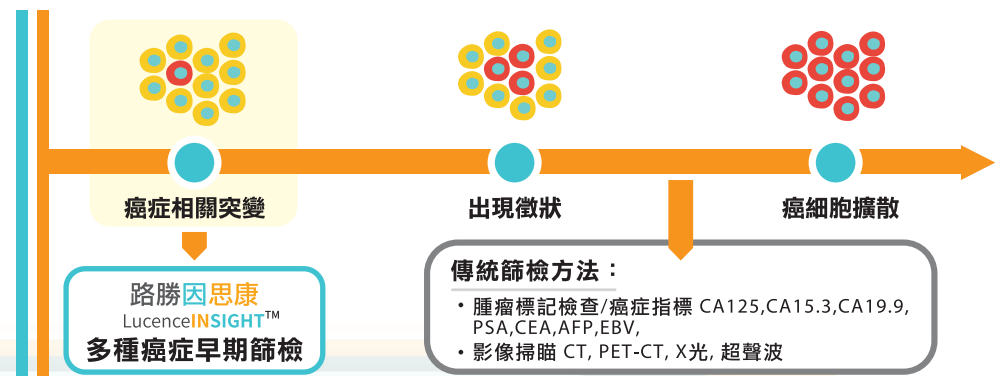 癌症相關突變
出現徵狀
癌細胞擴散
路勝因思康
LucenceINSIGHT™
多種癌症早期篩檢
傳統篩檢方法：
・腫瘤標記檢查/癌症指標 CA125,CA15.3,CA19.9,
PSA,CEA,AFP,EBV,
・影像掃瞄 CT, PET-CT, X光, 超聲波